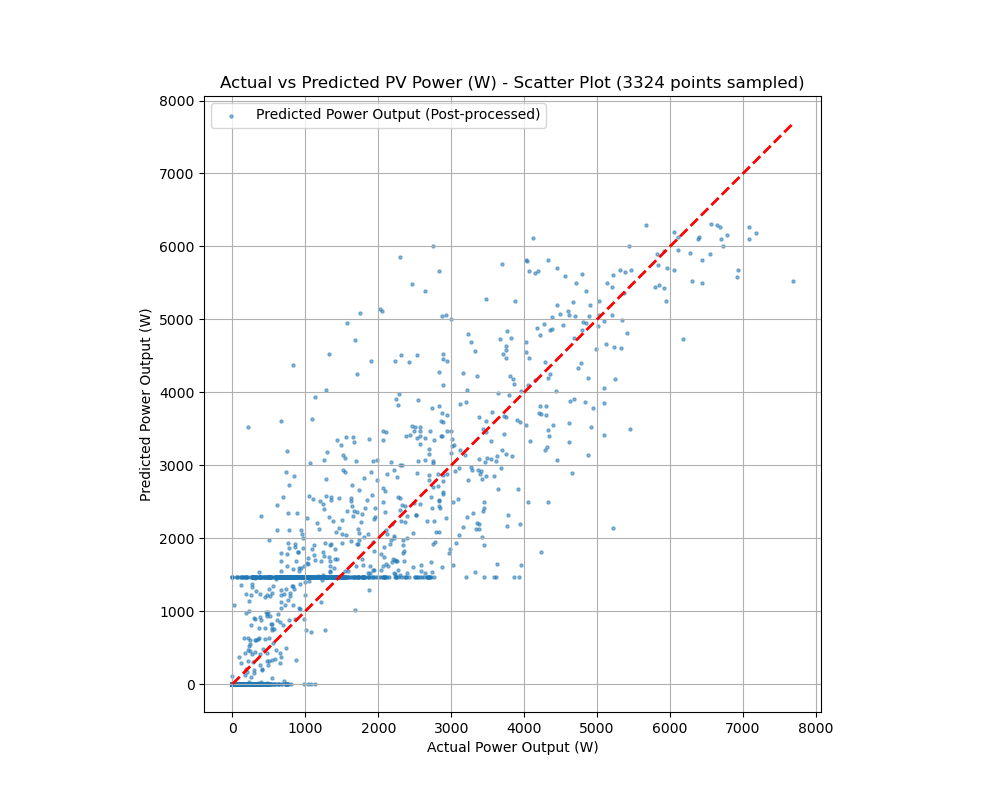 Actual vs Predicted PV Power (W) - Scatter Plot (3324 points sampled)
Predicted Power Output (Post-processed)
8000
7000
6000
5000
4000
3000
2000
1000
0
Predicted Power Output (W)
0 1000 2000 3000 4000 5000 6000 7000 8000
Actual Power Output (W)